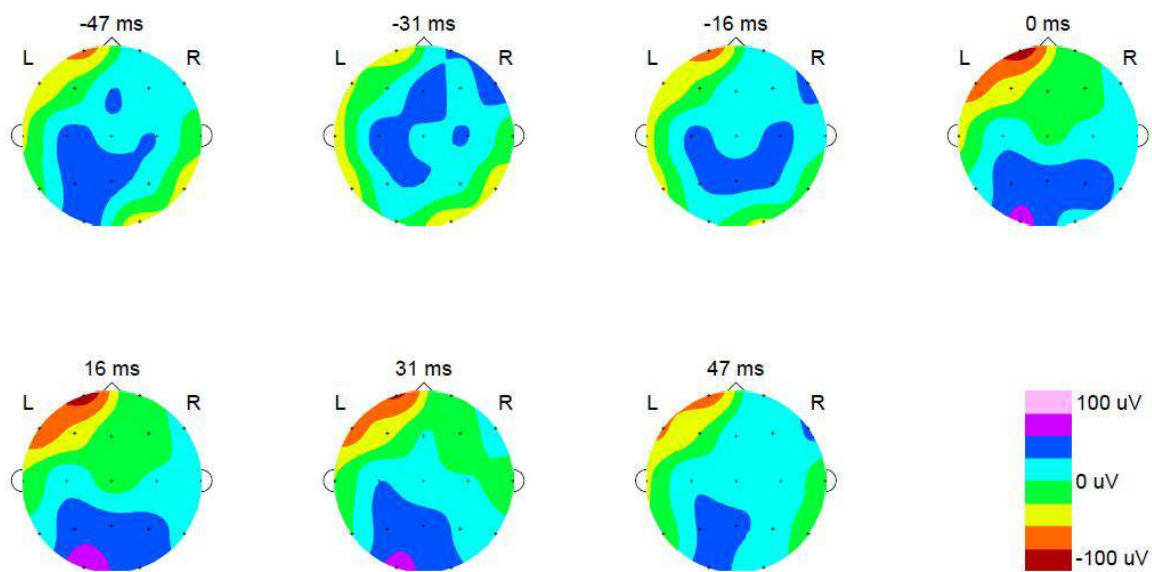 -47 ms
-31 ms
-16 ms
0 ms
L R
L R
L R
L R
16 ms
31 ms
47 ms
L R
L R
L R
100 uV
0 uV
-100 uV